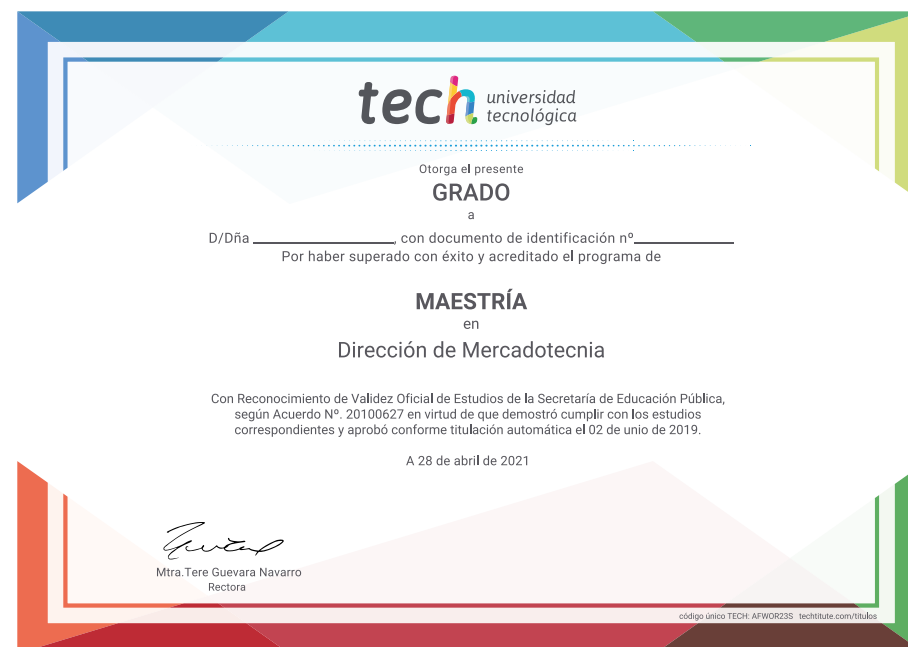 tech universidad
tecnológica
Otorga el presente
GRADO
a
D/Dña ____________________, con documento de identificación nº______________
Por haber superado con éxito y acreditado el programa de
MAESTRÍA
en
Dirección de Mercadotecnia
Con Reconocimiento de Validez Oficial de Estudios de la Secretaría de Educación Pública,
según Acuerdo Nº. 20100627 en virtud de que demostró cumplir con los estudios
correspondientes y aprobó conforme titulación automática el 02 de unio de 2019.
A 28 de abril de 2021
Mtra.Tere Guevara Navarro
Rectora
código único TECH: AFWOR23S techtitute.com/titulos